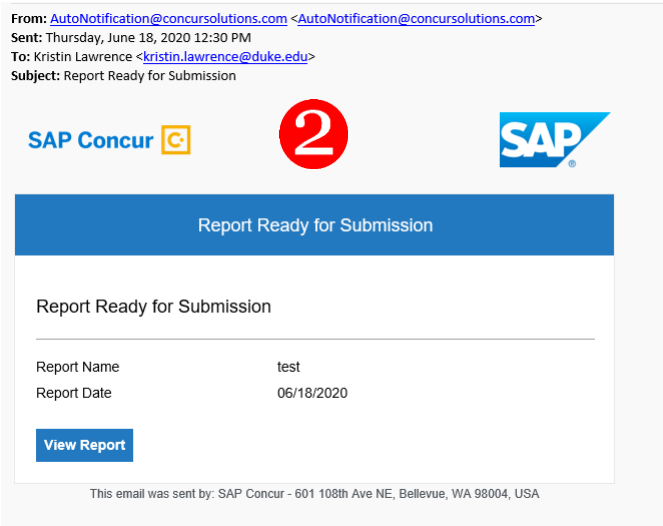 From: AutoNotification@concursolutions.com <AutoNotification@concursolutions.com>
Sent: Thursday, June 18, 2020 12:30 PM
To: Kristin Lawrence <kristin.lawrence@duke.edu>
Subject: Report Ready for Submission
SAP Concur C. 2 SAP®
Report Ready for Submission
Report Ready for Submission
Report Name test
Report Date 06/18/2020
View Report
This email was sent by: SAP Concur - 601 108th Ave NE, Bellevue, WA 98004, USA